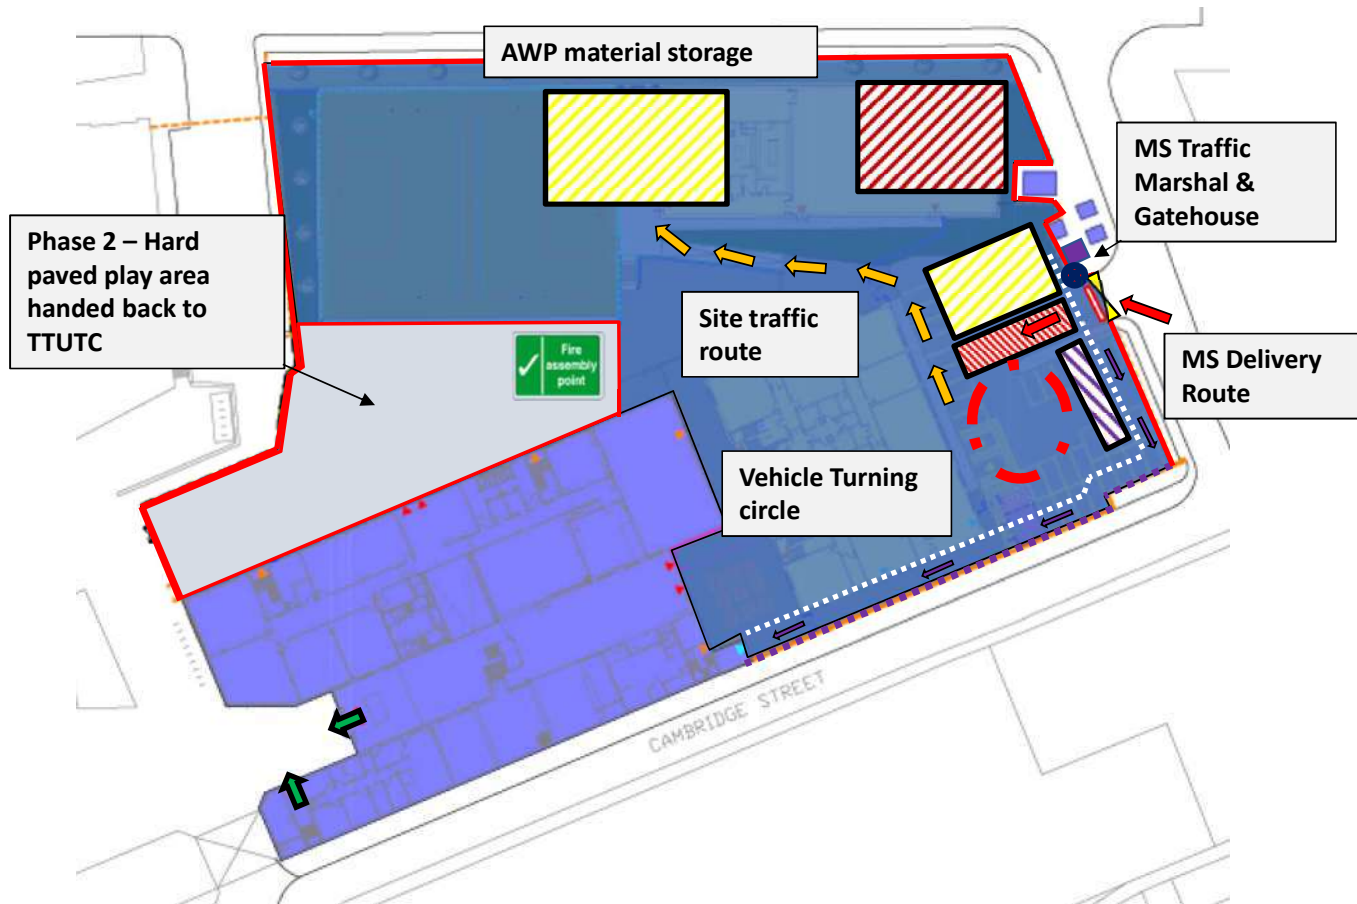 AWP material storage
MS Traffic
Marshal &
Gatehouse
Phase 2 – Hard
paved play area
handed back to
TTUTC
Site traffic
route
Fire
assembly
point
MS Delivery
Route
Vehicle Turning
circle
CAMBRIDGE STREET